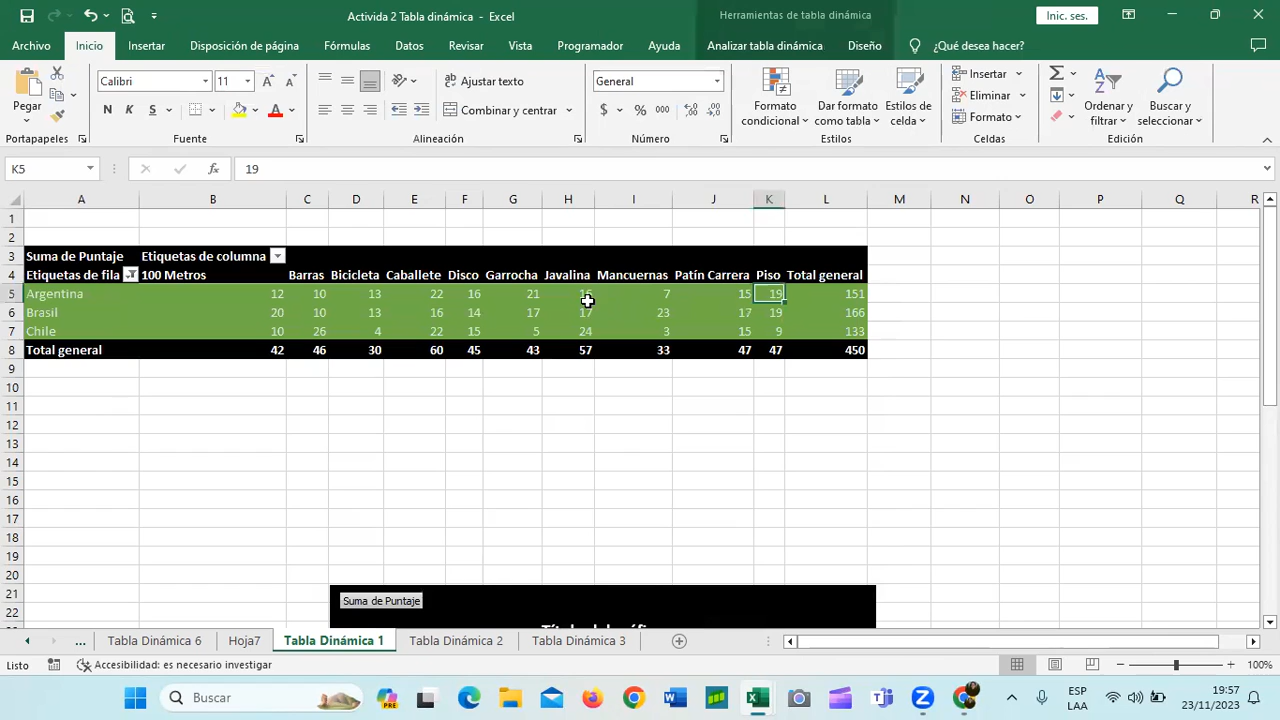 Activida 2 Tabla dinámica - Excel
Herramientas de tabla dinámica
Inic. ses.
Archivo Inicio Insertar Disposición de página Fórmulas Datos Revisar Vista Programador Ayuda Analizar tabla dinámica Diseño ¿Qué desea hacer?
Pegar
Calibri 11
Ajustar texto
General
Formato condicional
Dar formato como tabla
Estilos de celda
Insertar
Eliminar
Formato
Ordenar y filtrar
Buscar y seleccionar
N K S
Combinar y centrar
$ % 000
Portapapeles Fuente Alineación Número Estilos Celdas Edición
K5 fx 19
A B C D E F G H I J K L M N O P Q R
1
2
3 Suma de Puntaje Etiquetas de columna
4 Etiquetas de fila 100 Metros Barras Bicicleta Caballete Disco Garrocha Javalina Mancuernas Patín Carrera Piso Total general
5 Argentina 12 10 13 22 16 21 7 15 19 151
6 Brasil 20 10 13 16 14 17 17 23 17 19 166
7 Chile 10 26 4 22 15 5 24 3 15 9 133
8 Total general 42 46 30 60 45 43 57 33 47 47 450
9
10
11
12
13
14
15
16
17
18
19
20
21
22
Suma de Puntaje
... Tabla Dinámica 6 Hoja7 Tabla Dinámica 1 Tabla Dinámica 2 Tabla Dinámica 3
Listo Accesibilidad: es necesario investigar 100%
Buscar
PRE
ESP
LAA
19:57
23/11/2023